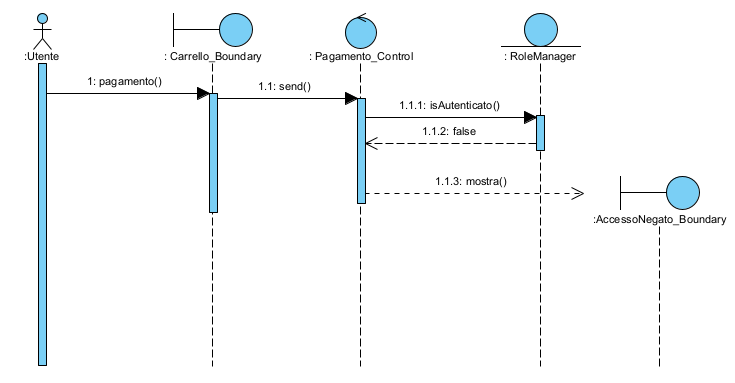 :Utente
: Carrello_Boundary
: Pagamento_Control
: RoleManager
1: pagamento()
1.1: send()
1.1.1: isAutenticato()
1.1.2: false
1.1.3: mostra()
:AccessoNegato_Boundary